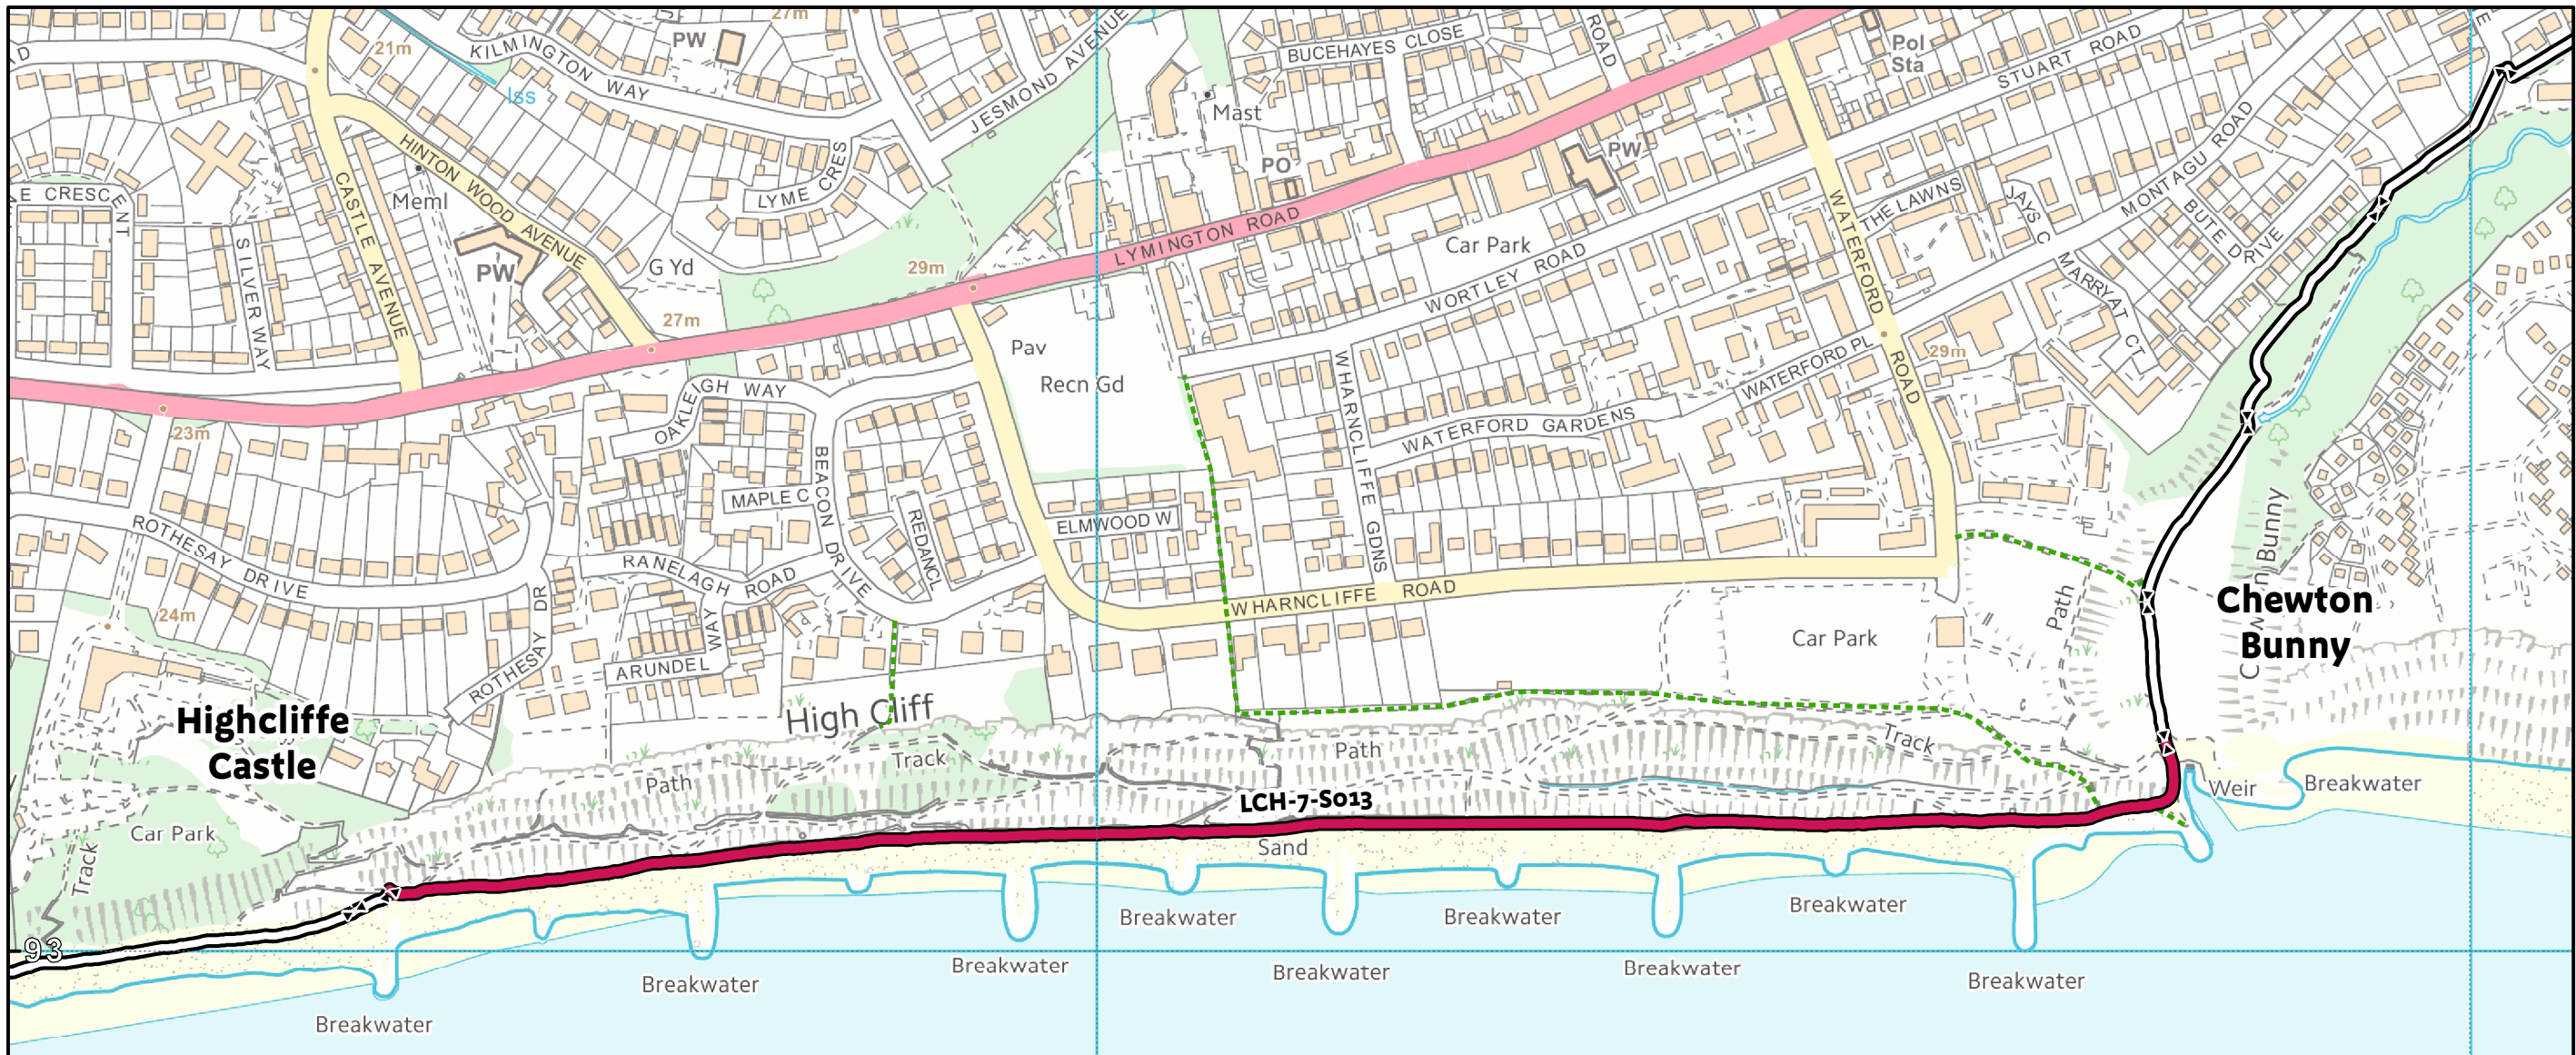 27m
D
21m
KILMINGTON WAY
PW
Iss
JESMOND AVENUE
BUCEHAYES CLOSE
ROAD
Pol
Sta
STUART ROAD
E
Mast
HINTON WOOD AVENUE
Meml
CASTLE AVENUE
E CRESCENT
SILVER WAY
LYME CRES
PO
PW
LYMINGTON ROAD
Car Park
WORTLEY ROAD
WATERFORD ROAD
THE LAWNS
JAYS C
MONTAGU ROAD
BUTE DRIVE
MARRYAT CT
PW
G Yd
29m
27m
23m
29m
Pav
Recn Gd
OAKLEIGH WAY
WHARNCLIFFE GDNS
WATERFORD GARDENS
WATERFORD PL
BEACON DRIVE
MAPLE C
REDANCL
ELMWOOD W
ROTHESAY DRIVE
ROTHESAY DR
RANELAGH ROAD
WAY
ARUNDEL
24m
WHARNCLIFFE ROAD
Car Park
Path
Chewton
Bunny
Highcliffe
Castle
High Cliff
Track
Path
Path
Track
LCH-7-S013
Car Park
Track
Sand
Weir
Breakwater
93
Breakwater
Breakwater
Breakwater
Breakwater
Breakwater
Breakwater
Breakwater
Breakwater
Breakwater